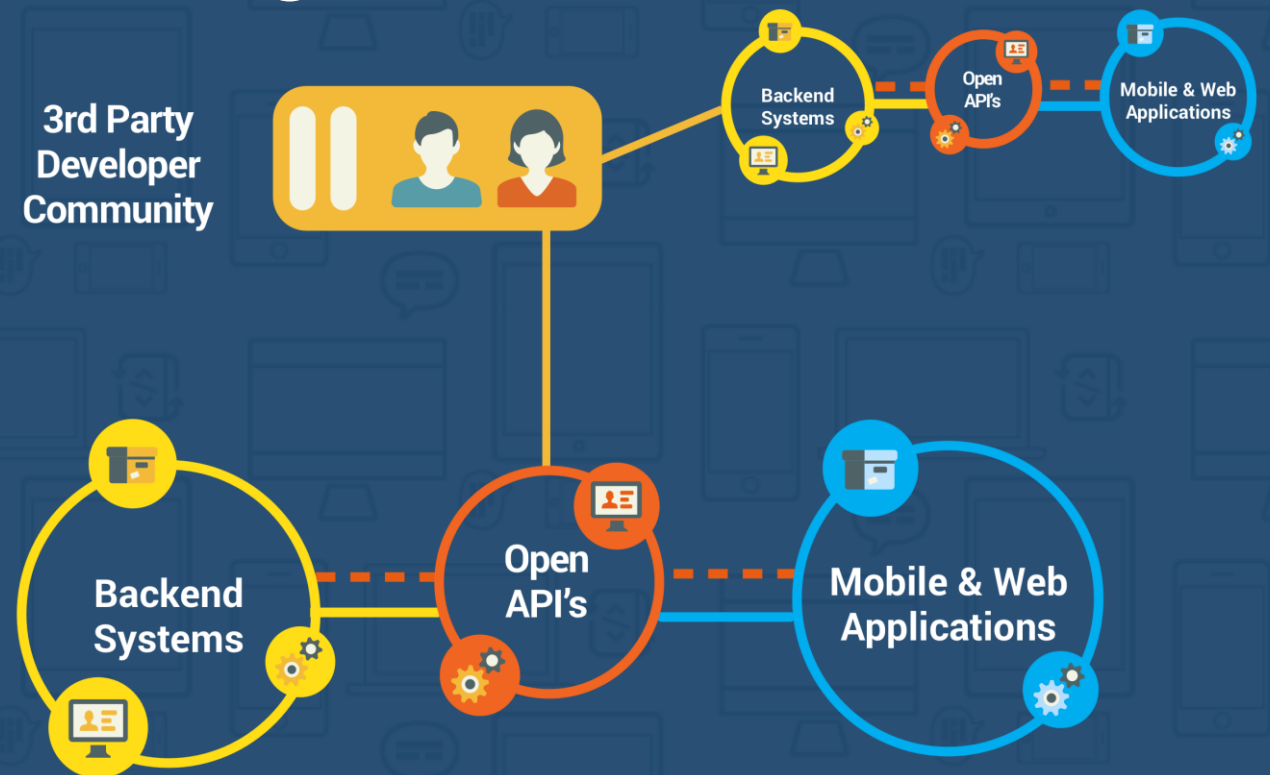 3rd Party
Developer
Community
Backend
Systems
Open
API's
Mobile & Web
Applications
Backend
Systems
Open
API's
Mobile & Web
Applications